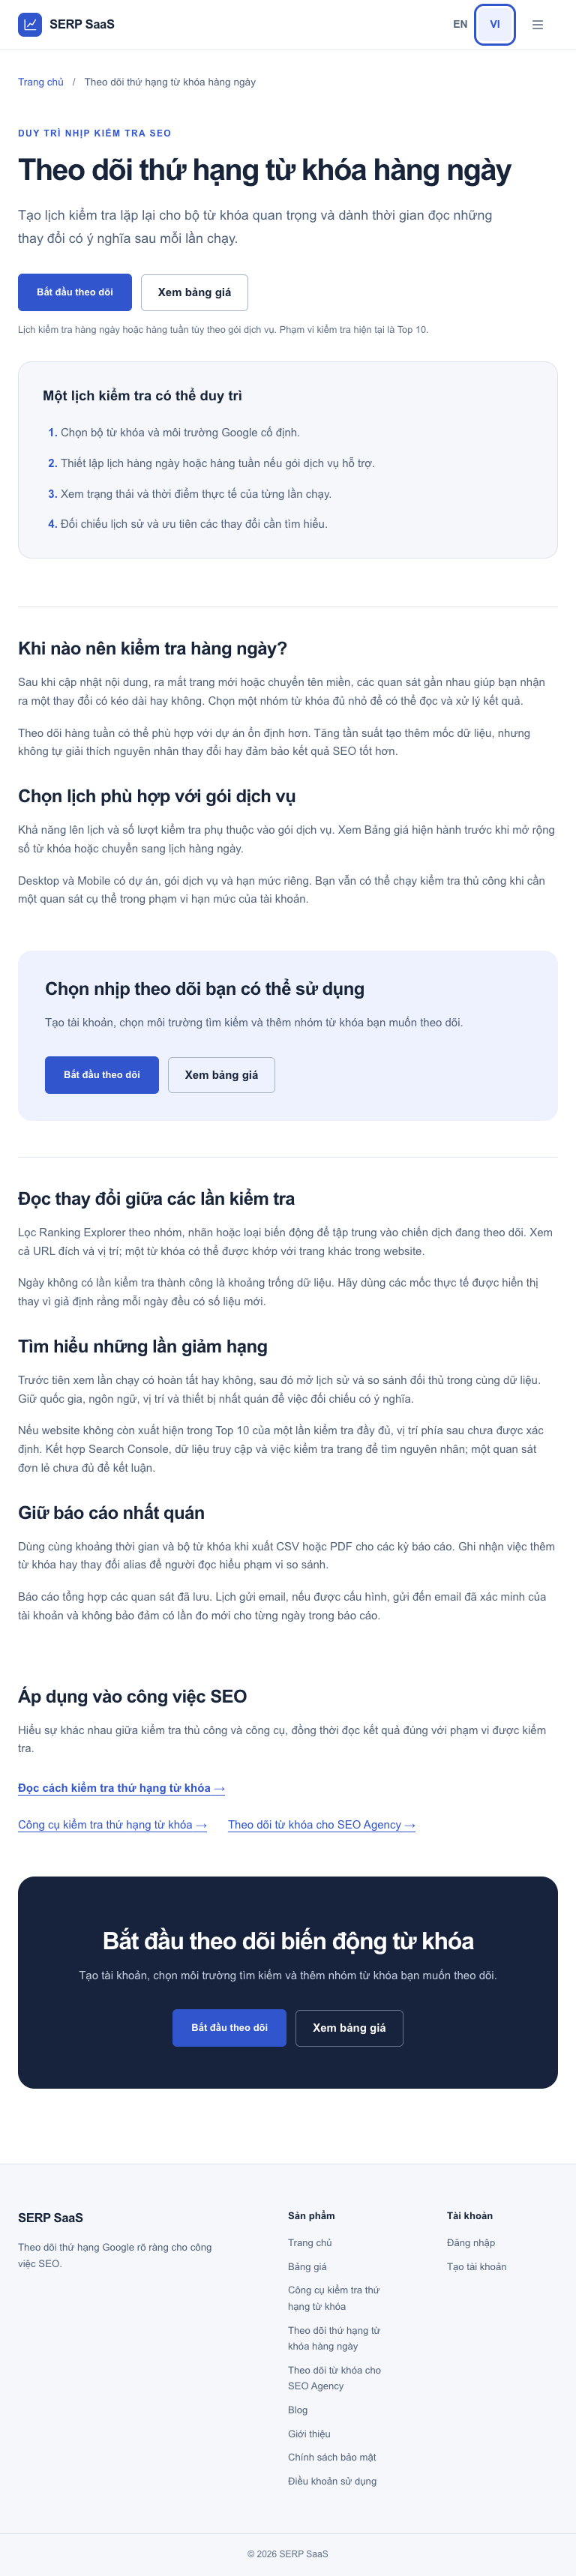 SERP SaaS
EN
VI
Trang chủ / Theo dõi thứ hạng từ khóa hàng ngày
DUY TRÌ NHỊP KIỂM TRA SEO
Theo dõi thứ hạng từ khóa hàng ngày
Tạo lịch kiểm tra lặp lại cho bộ từ khóa quan trọng và dành thời gian đọc những
thay đổi có ý nghĩa sau mỗi lần chạy.
Bắt đầu theo dõi
Xem bảng giá
Lịch kiểm tra hàng ngày hoặc hàng tuần tùy theo gói dịch vụ. Phạm vi kiểm tra hiện tại là Top 10.
Một lịch kiểm tra có thể duy trì
1. Chọn bộ từ khóa và môi trường Google cố định.
2. Thiết lập lịch hàng ngày hoặc hàng tuần nếu gói dịch vụ hỗ trợ.
3. Xem trạng thái và thời điểm thực tế của từng lần chạy.
4. Đối chiếu lịch sử và ưu tiên các thay đổi cần tìm hiểu.
Khi nào nên kiểm tra hàng ngày?
Sau khi cập nhật nội dung, ra mắt trang mới hoặc chuyển tên miền, các quan sát gần nhau giúp bạn nhận
ra một thay đổi có kéo dài hay không. Chọn một nhóm từ khóa đủ nhỏ để có thể đọc và xử lý kết quả.
Theo dõi hàng tuần có thể phù hợp với dự án ổn định hơn. Tăng tần suất tạo thêm mốc dữ liệu, nhưng
không tự giải thích nguyên nhân thay đổi hay đảm bảo kết quả SEO tốt hơn.
Chọn lịch phù hợp với gói dịch vụ
Khả năng lên lịch và số lượt kiểm tra phụ thuộc vào gói dịch vụ. Xem Bảng giá hiện hành trước khi mở rộng
số từ khóa hoặc chuyển sang lịch hàng ngày.
Desktop và Mobile có dự án, gói dịch vụ và hạn mức riêng. Bạn vẫn có thể chạy kiểm tra thủ công khi cần
một quan sát cụ thể trong phạm vi hạn mức của tài khoản.
Chọn nhịp theo dõi bạn có thể sử dụng
Tạo tài khoản, chọn môi trường tìm kiếm và thêm nhóm từ khóa bạn muốn theo dõi.
Bắt đầu theo dõi
Xem bảng giá
Đọc thay đổi giữa các lần kiểm tra
Lọc Ranking Explorer theo nhóm, nhãn hoặc loại biến động để tập trung vào chiến dịch đang theo dõi. Xem
cả URL đích và vị trí; một từ khóa có thể được khớp với trang khác trong website.
Ngày không có lần kiểm tra thành công là khoảng trống dữ liệu. Hãy dùng các mốc thực tế được hiển thị
thay vì giả định rằng mỗi ngày đều có số liệu mới.
Tìm hiểu những lần giảm hạng
Trước tiên xem lần chạy có hoàn tất hay không, sau đó mở lịch sử và so sánh đối thủ trong cùng dữ liệu.
Giữ quốc gia, ngôn ngữ, vị trí và thiết bị nhất quán để việc đối chiếu có ý nghĩa.
Nếu website không còn xuất hiện trong Top 10 của một lần kiểm tra đầy đủ, vị trí phía sau chưa được xác
định. Kết hợp Search Console, dữ liệu truy cập và việc kiểm tra trang để tìm nguyên nhân; một quan sát
đơn lẻ chưa đủ để kết luận.
Giữ báo cáo nhất quán
Dùng cùng khoảng thời gian và bộ từ khóa khi xuất CSV hoặc PDF cho các kỳ báo cáo. Ghi nhận việc thêm
từ khóa hay thay đổi alias để người đọc hiểu phạm vi so sánh.
Báo cáo tổng hợp các quan sát đã lưu. Lịch gửi email, nếu được cấu hình, gửi đến email đã xác minh của
tài khoản và không bảo đảm có lần đo mới cho từng ngày trong báo cáo.
Áp dụng vào công việc SEO
Hiểu sự khác nhau giữa kiểm tra thủ công và công cụ, đồng thời đọc kết quả đúng với phạm vi được kiểm
tra.
Đọc cách kiểm tra thứ hạng từ khóa →
Công cụ kiểm tra thứ hạng từ khóa → Theo dõi từ khóa cho SEO Agency →
Bắt đầu theo dõi biến động từ khóa
Tạo tài khoản, chọn môi trường tìm kiếm và thêm nhóm từ khóa bạn muốn theo dõi.
Bắt đầu theo dõi
Xem bảng giá
SERP SaaS
Theo dõi thứ hạng Google rõ ràng cho công
việc SEO.
Sản phẩm
Trang chủ
Bảng giá
Công cụ kiểm tra thứ
hạng từ khóa
Theo dõi thứ hạng từ
khóa hàng ngày
Theo dõi từ khóa cho
SEO Agency
Blog
Giới thiệu
Chính sách bảo mật
Điều khoản sử dụng
Tài khoản
Đăng nhập
Tạo tài khoản
© 2026 SERP SaaS